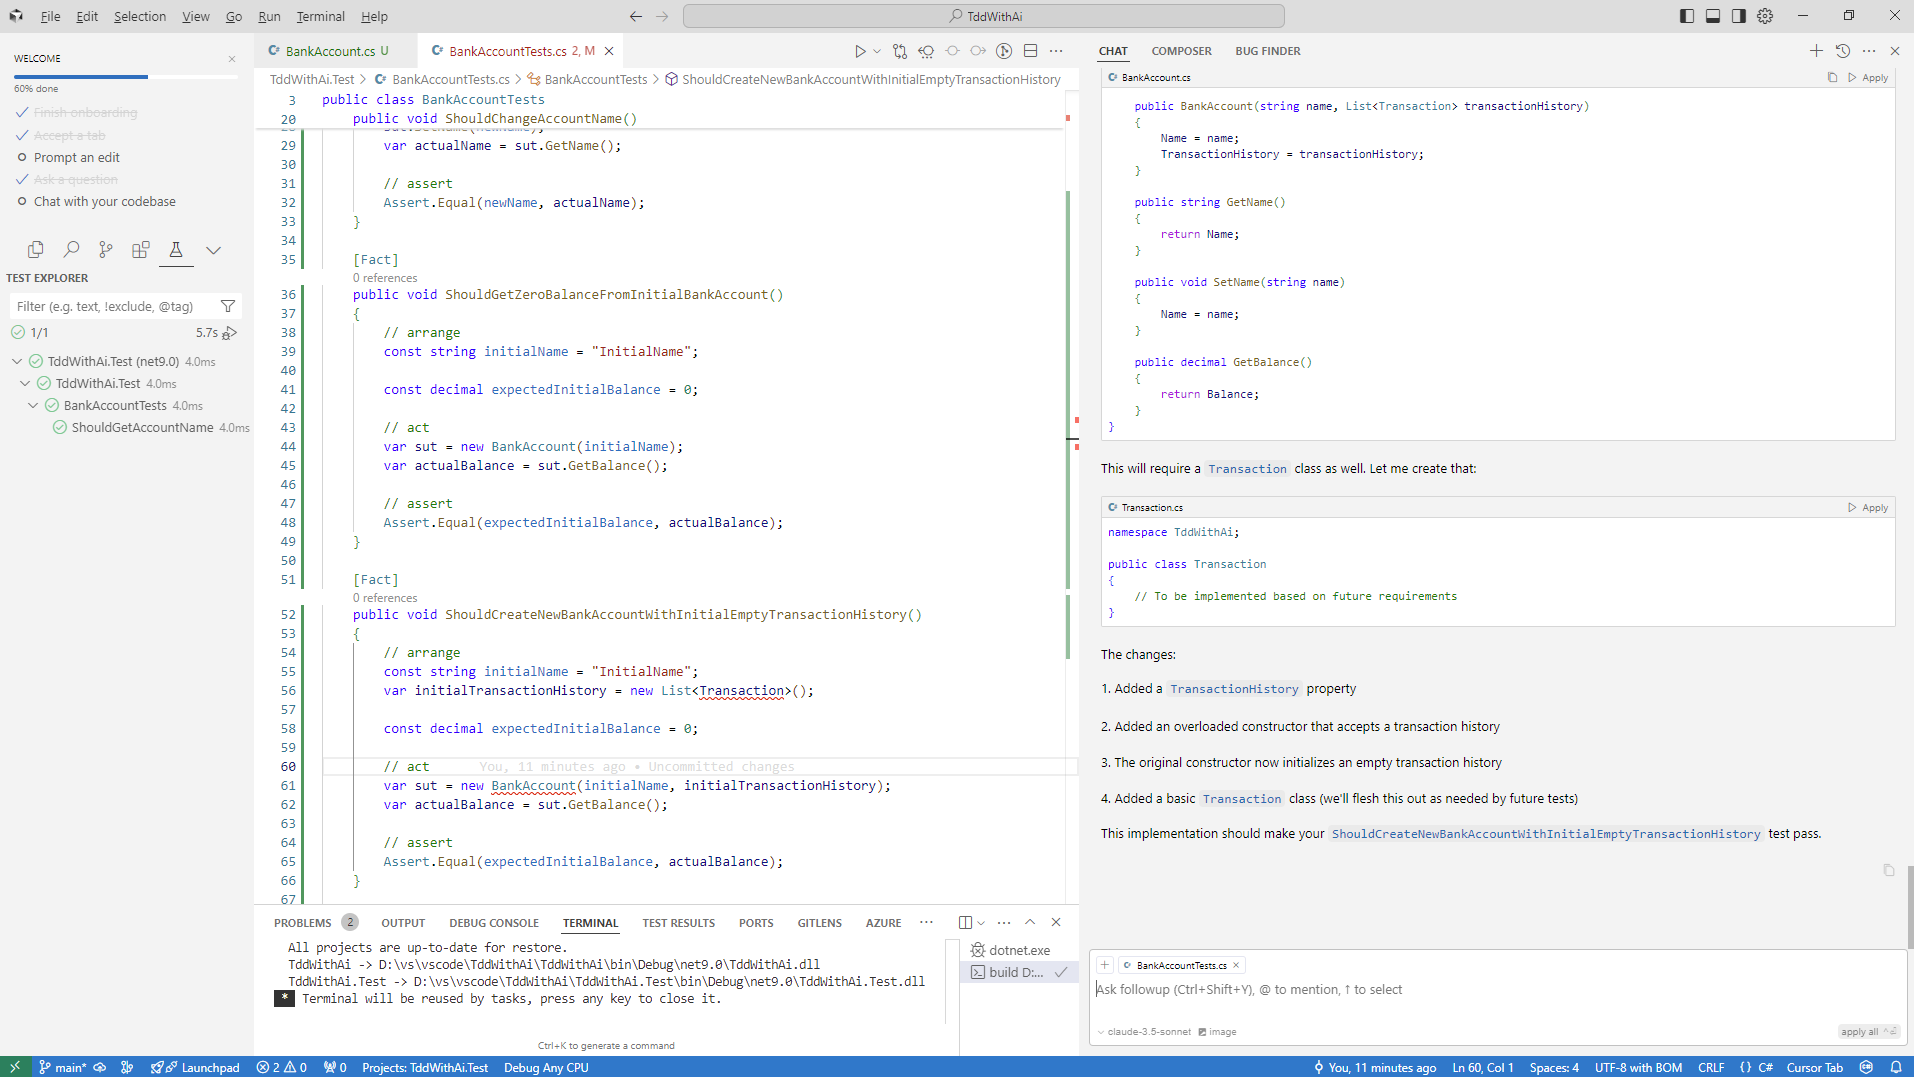 File Edit Selection View Go Run Terminal Help
TddWithAi
WELCOME
60% done
Finish onboarding
Accept a tab
Prompt an edit
Ask a question
Chat with your codebase
TEST EXPLORER
Filter (e.g. text, !exclude, @tag)
1/1 5.7s
TddWithAi.Test (net9.0) 4.0ms
TddWithAi.Test 4.0ms
BankAccountTests 4.0ms
ShouldGetAccountName 4.0ms
BankAccount.cs U
BankAccountTests.cs 2, M
TddWithAi.Test > BankAccountTests.cs > BankAccountTests > ShouldCreateNewBankAccountWithInitialEmptyTransactionHistory
3 public class BankAccountTests
20 public void ShouldChangeAccountName()
29 var actualName = sut.GetName();
30
31 // assert
32 Assert.Equal(newName, actualName);
33 }
34
35 [Fact]
0 references
36 public void ShouldGetZeroBalanceFromInitialBankAccount()
37 {
38 // arrange
39 const string initialName = "InitialName";
40
41 const decimal expectedInitialBalance = 0;
42
43 // act
44 var sut = new BankAccount(initialName);
45 var actualBalance = sut.GetBalance();
46
47 // assert
48 Assert.Equal(expectedInitialBalance, actualBalance);
49 }
50
51 [Fact]
0 references
52 public void ShouldCreateNewBankAccountWithInitialEmptyTransactionHistory()
53 {
54 // arrange
55 const string initialName = "InitialName";
56 var initialTransactionHistory = new List<Transaction>();
57
58 const decimal expectedInitialBalance = 0;
59
60 // act You, 11 minutes ago • Uncommitted changes
61 var sut = new BankAccount(initialName, initialTransactionHistory);
62 var actualBalance = sut.GetBalance();
63
64 // assert
65 Assert.Equal(expectedInitialBalance, actualBalance);
66 }
67
PROBLEMS 2 OUTPUT DEBUG CONSOLE TERMINAL TEST RESULTS PORTS GITLENS AZURE
All projects are up-to-date for restore.
TddWithAi -> D:\vs\vscode\TddWithAi\TddWithAi\bin\Debug\net9.0\TddWithAi.dll
TddWithAi.Test -> D:\vs\vscode\TddWithAi\TddWithAi.Test\bin\Debug\net9.0\TddWithAi.Test.dll
* Terminal will be reused by tasks, press any key to close it.
dotnet.exe
build D:...
Ctrl+K to generate a command
CHAT COMPOSER BUG FINDER
BankAccount.cs Apply
public BankAccount(string name, List<Transaction> transactionHistory)
{
Name = name;
TransactionHistory = transactionHistory;
}
public string GetName()
{
return Name;
}
public void SetName(string name)
{
Name = name;
}
public decimal GetBalance()
{
return Balance;
}
}
This will require a Transaction class as well. Let me create that:
Transaction.cs Apply
namespace TddWithAi;
public class Transaction
{
// To be implemented based on future requirements
}
The changes:
1. Added a TransactionHistory property
2. Added an overloaded constructor that accepts a transaction history
3. The original constructor now initializes an empty transaction history
4. Added a basic Transaction class (we'll flesh this out as needed by future tests)
This implementation should make your ShouldCreateNewBankAccountWithInitialEmptyTransactionHistory test pass.
+ BankAccountTests.cs
Ask followup (Ctrl+Shift+Y), @ to mention, ↑ to select
claude-3.5-sonnet image apply all
main* Launchpad 2 0 0 Projects: TddWithAi.Test Debug Any CPU You, 11 minutes ago Ln 60, Col 1 Spaces: 4 UTF-8 with BOM CRLF {} C# Cursor Tab